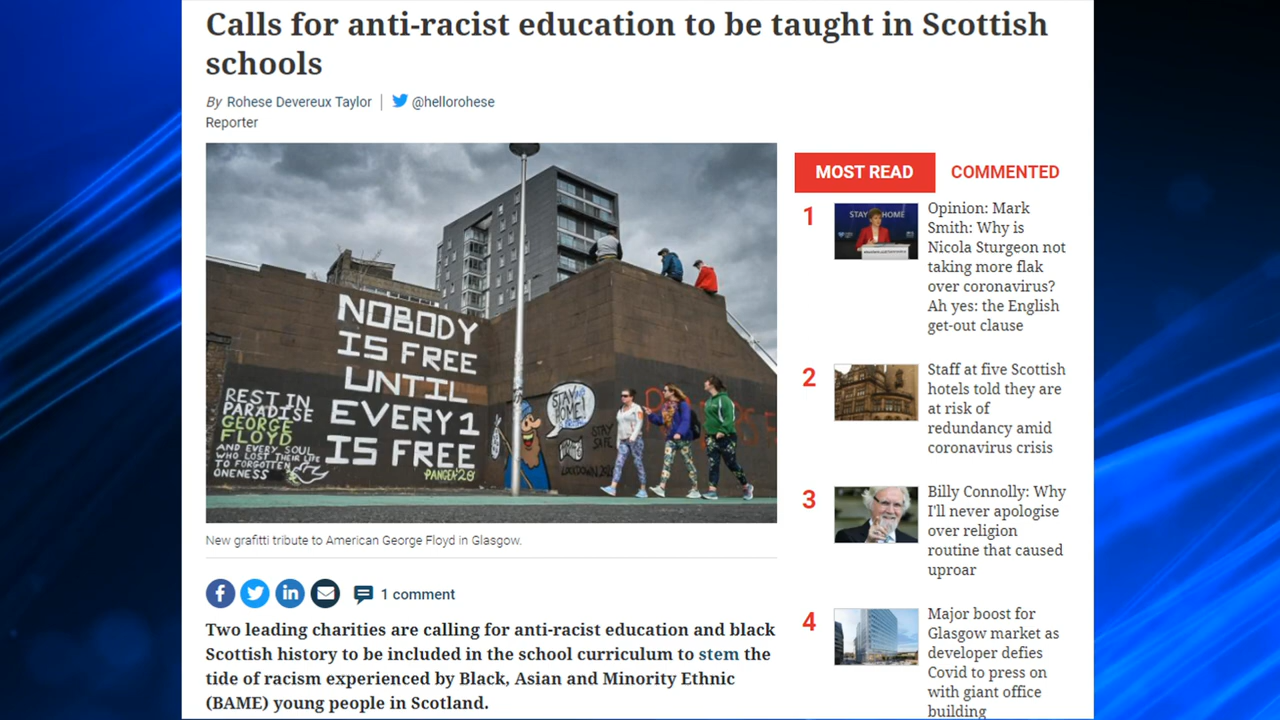 Calls for anti-racist education to be taught in Scottish
schools
By Rohese Devereux Taylor | @hellorohese
Reporter
NOBODY
IS FREE
UNTIL
EVERY1
IS FREE
PANGER'20
REST IN
PARADISE
GEORGE
FLOYD
AND EVERY SOUL
WHO LOST THEIR LIFE
TO FORGOTTEN
ONENESS
STAY
HOME!
STAY
SAFE
New grafitti tribute to American George Floyd in Glasgow.
1 comment
Two leading charities are calling for anti-racist education and black
Scottish history to be included in the school curriculum to stem the
tide of racism experienced by Black, Asian and Minority Ethnic
(BAME) young people in Scotland.
MOST READ COMMENTED
1
STAY HOME
Opinion: Mark
Smith: Why is
Nicola Sturgeon not
taking more flak
over coronavirus?
Ah yes: the English
get-out clause
2
Staff at five Scottish
hotels told they are
at risk of
redundancy amid
coronavirus crisis
3
Billy Connolly: Why
I'll never apologise
over religion
routine that caused
uproar
4
Major boost for
Glasgow market as
developer defies
Covid to press on
with giant office
building